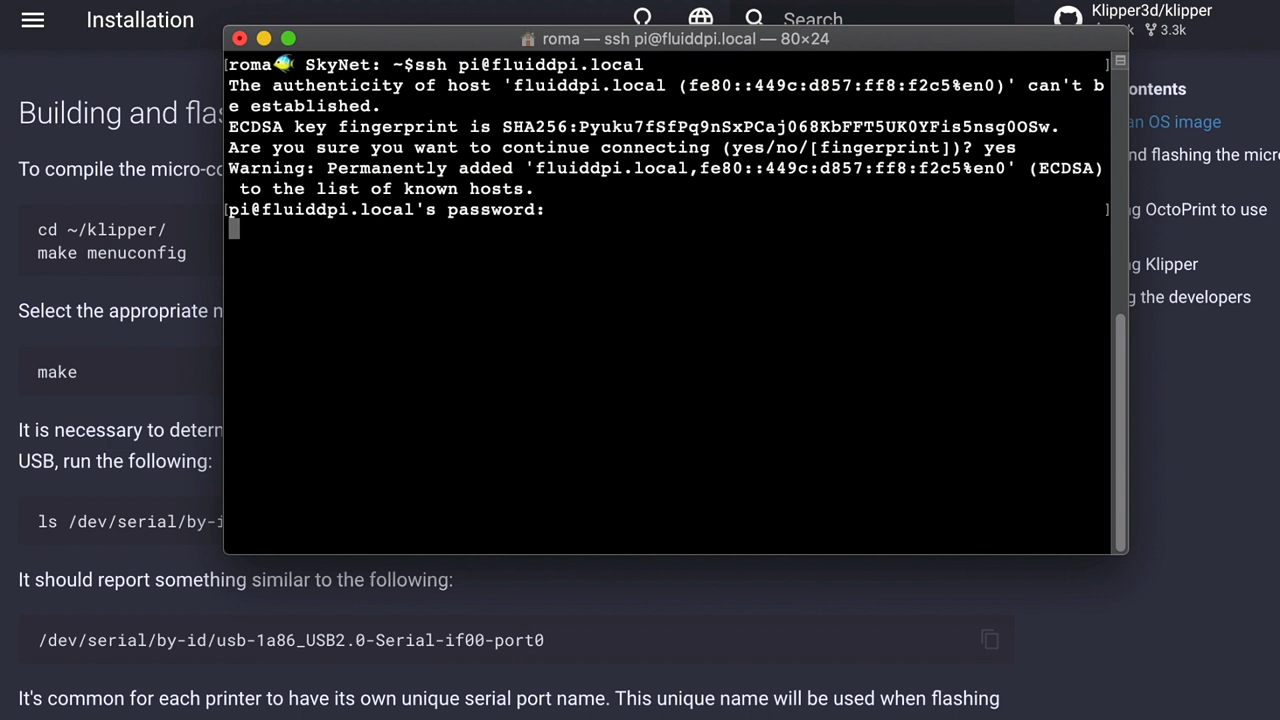 Installation
Search
Klipper3d/klipper
k 3.3k
roma — ssh pi@fluiddpi.local — 80×24
[roma🐠 SkyNet: ~$ssh pi@fluiddpi.local ]
The authenticity of host 'fluiddpi.local (fe80::449c:d857:ff8:f2c5%en0)' can't b
e established.
ECDSA key fingerprint is SHA256:Pyuku7fSfPq9nSxPCaj068KbFFT5UK0YFis5nsg0OSw.
Are you sure you want to continue connecting (yes/no/[fingerprint])? yes
Warning: Permanently added 'fluiddpi.local,fe80::449c:d857:ff8:f2c5%en0' (ECDSA)
 to the list of known hosts.
[pi@fluiddpi.local's password: ]
Building and fla
To compile the micro-co
cd ~/klipper/
make menuconfig
Select the appropriate m
make
It is necessary to determ
USB, run the following:
ls /dev/serial/by-i
It should report something similar to the following:
/dev/serial/by-id/usb-1a86_USB2.0-Serial-if00-port0
It's common for each printer to have its own unique serial port name. This unique name will be used when flashing
ontents
an OS image
and flashing the micro
g OctoPrint to use
g Klipper
g the developers